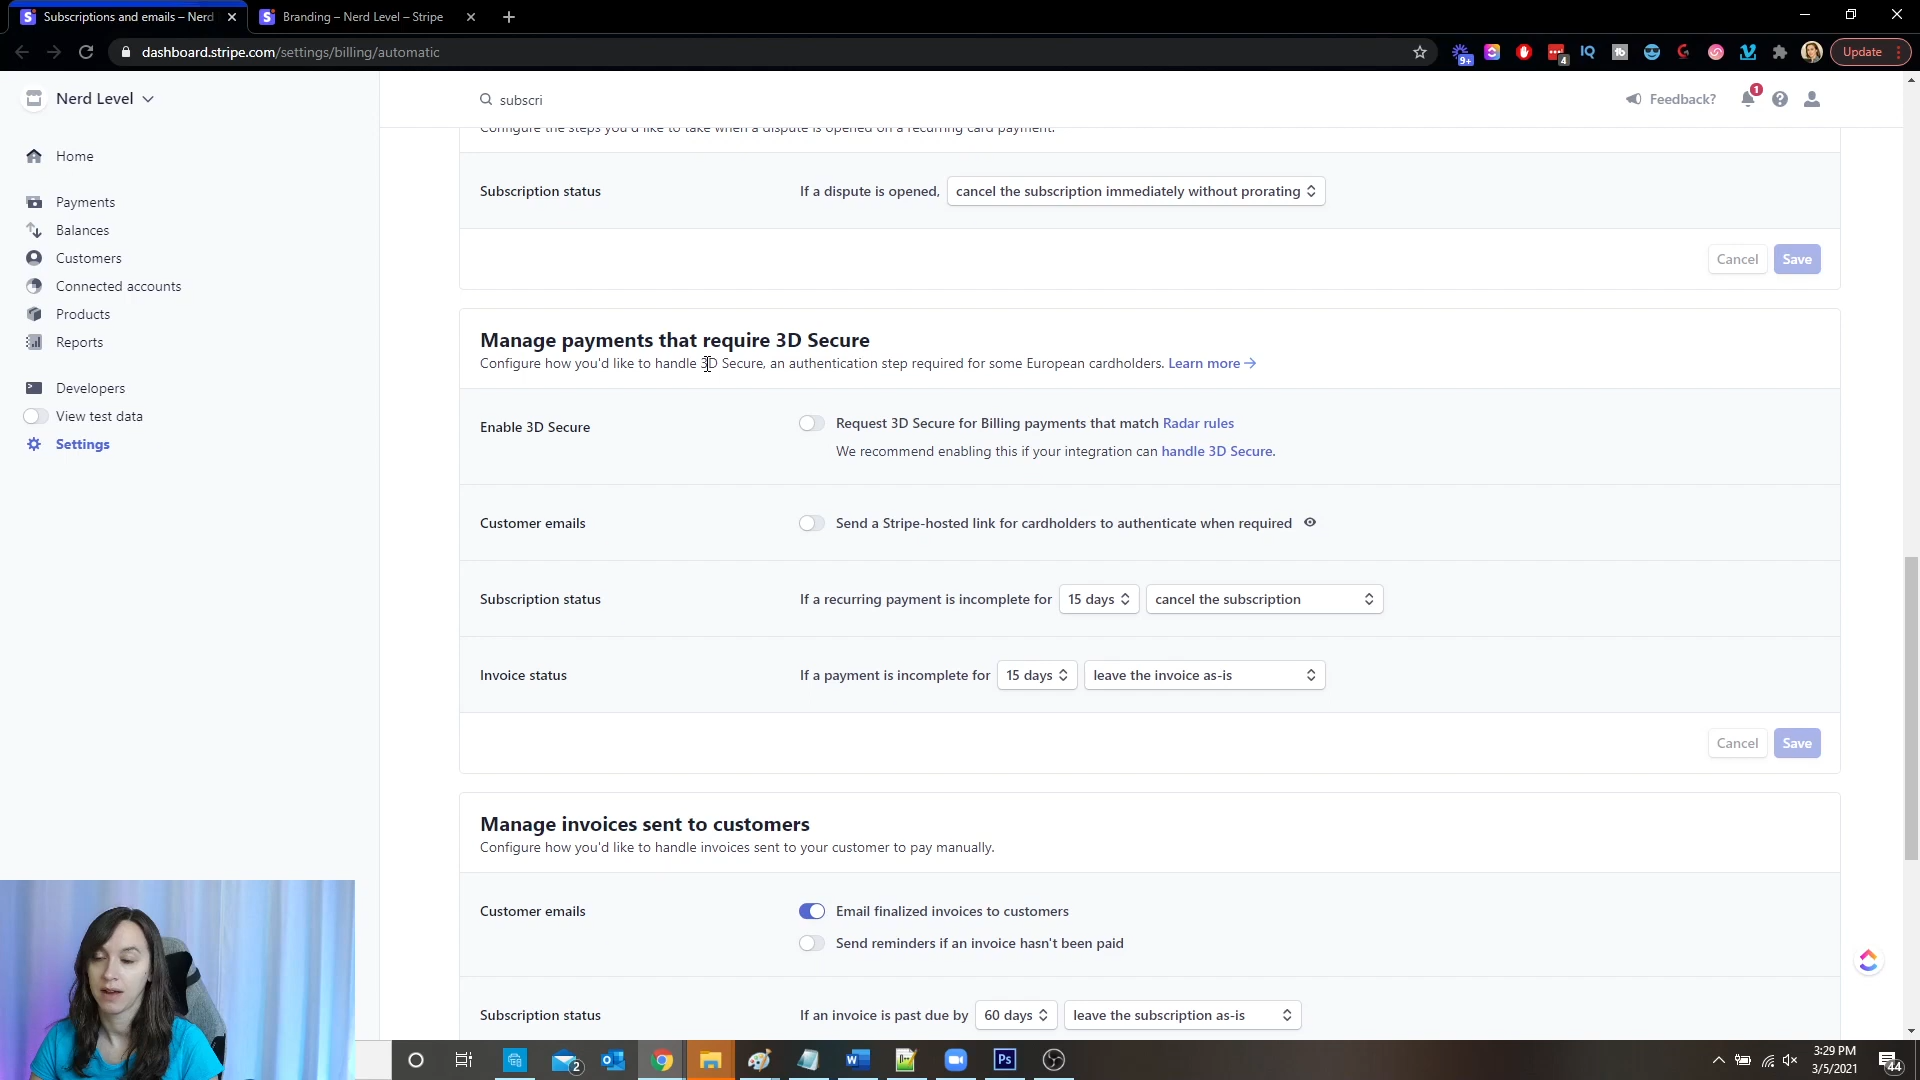 Subscriptions and emails – Nerd
Branding – Nerd Level – Stripe
dashboard.stripe.com/settings/billing/automatic
9+
4
IQ
tb
Update
Nerd Level
subscri
Feedback?
1
Home
Payments
Balances
Customers
Connected accounts
Products
Reports
Developers
View test data
Settings
Configure the steps you'd like to take when a dispute is opened on a recurring card payment.
Subscription status
If a dispute is opened, cancel the subscription immediately without prorating
Cancel Save
Manage payments that require 3D Secure
Configure how you'd like to handle 3D Secure, an authentication step required for some European cardholders. Learn more →
Enable 3D Secure
Request 3D Secure for Billing payments that match Radar rules
We recommend enabling this if your integration can handle 3D Secure.
Customer emails
Send a Stripe-hosted link for cardholders to authenticate when required
Subscription status
If a recurring payment is incomplete for 15 days cancel the subscription
Invoice status
If a payment is incomplete for 15 days leave the invoice as-is
Cancel Save
Manage invoices sent to customers
Configure how you'd like to handle invoices sent to your customer to pay manually.
Customer emails
Email finalized invoices to customers
Send reminders if an invoice hasn't been paid
Subscription status
If an invoice is past due by 60 days leave the subscription as-is
2
Ps
3:29 PM
3/5/2021
44